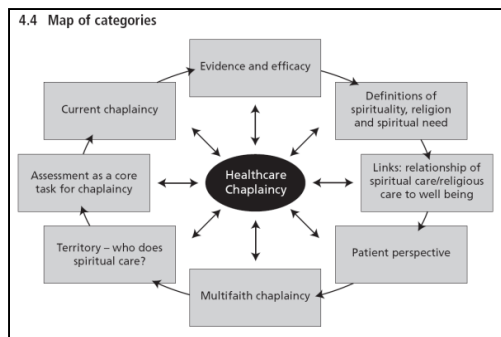 4.4 Map of categories
Evidence and efficacy
Current chaplaincy
Definitions of
spirituality, religion
and spiritual need
Assessment as a core
task for chaplaincy
Healthcare
Chaplaincy
Links: relationship of
spiritual care/religious
care to well being
Territory – who does
spiritual care?
Patient perspective
Multifaith chaplaincy